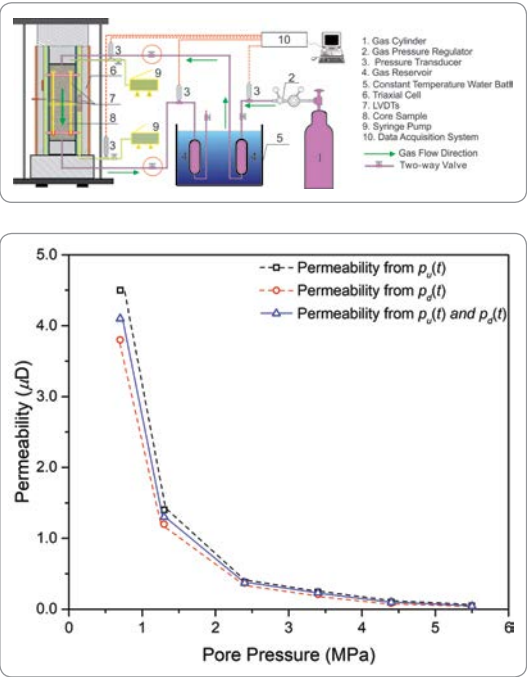 10
1. Gas Cylinder
2. Gas Pressure Regulator
3. Pressure Transducer
4. Gas Reservoir
5. Constant Temperature Water Bath
6. Triaxial Cell
7. LVDTs
8. Core Sample
9. Syringe Pump
10. Data Acquisition System
Gas Flow Direction
Two-way Valve
3
6
7
8
9
9
3
3
3
2
4
4
5
1
5.0
4.0
3.0
2.0
1.0
0.0
Permeability (μD)
Permeability from pu(t)
Permeability from pd(t)
Permeability from pu(t) and pd(t)
0 1 2 3 4 5 6
Pore Pressure (MPa)